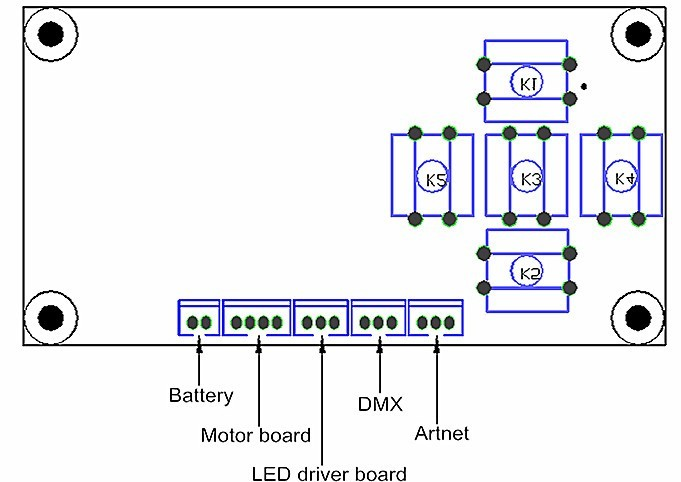 K1
K5
K3
K4
K2
Battery
DMX
Motor board
Artnet
LED driver board